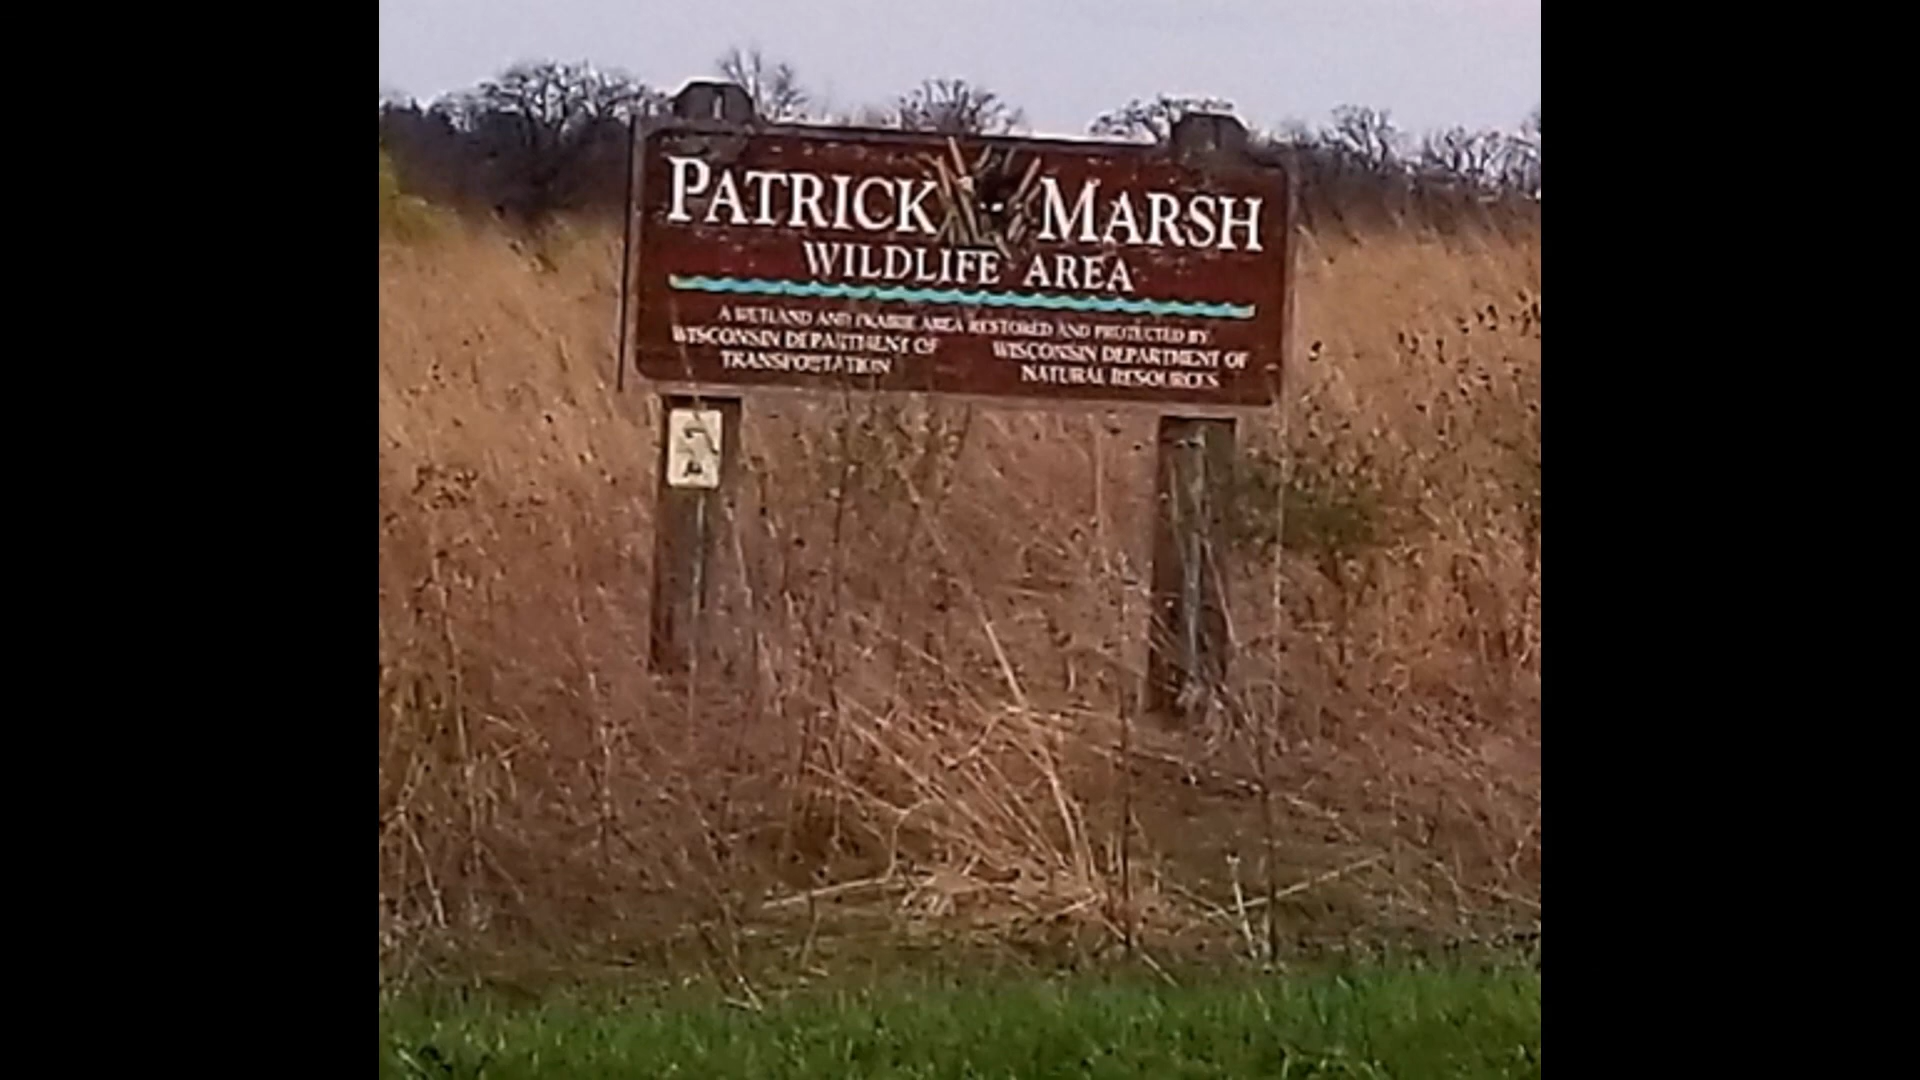 PATRICK MARSH
WILDLIFE AREA
A WETLAND AND PRAIRIE AREA RESTORED AND PROTECTED BY
WISCONSIN DEPARTMENT OF
TRANSPORTATION
WISCONSIN DEPARTMENT OF
NATURAL RESOURCES